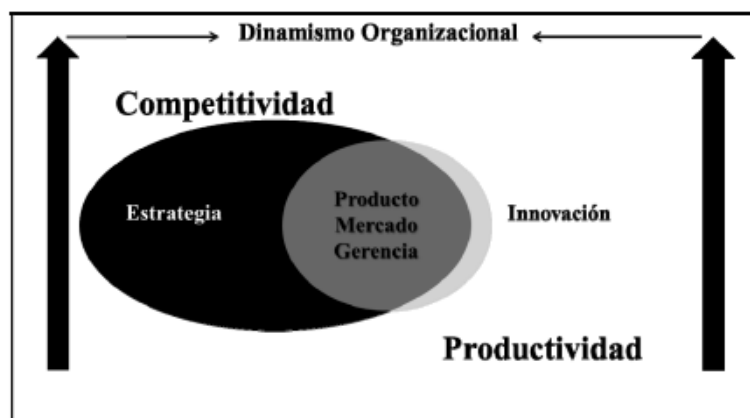 Dinamismo Organizacional
Competitividad
Estrategia
Producto
Mercado
Gerencia
Innovación
Productividad